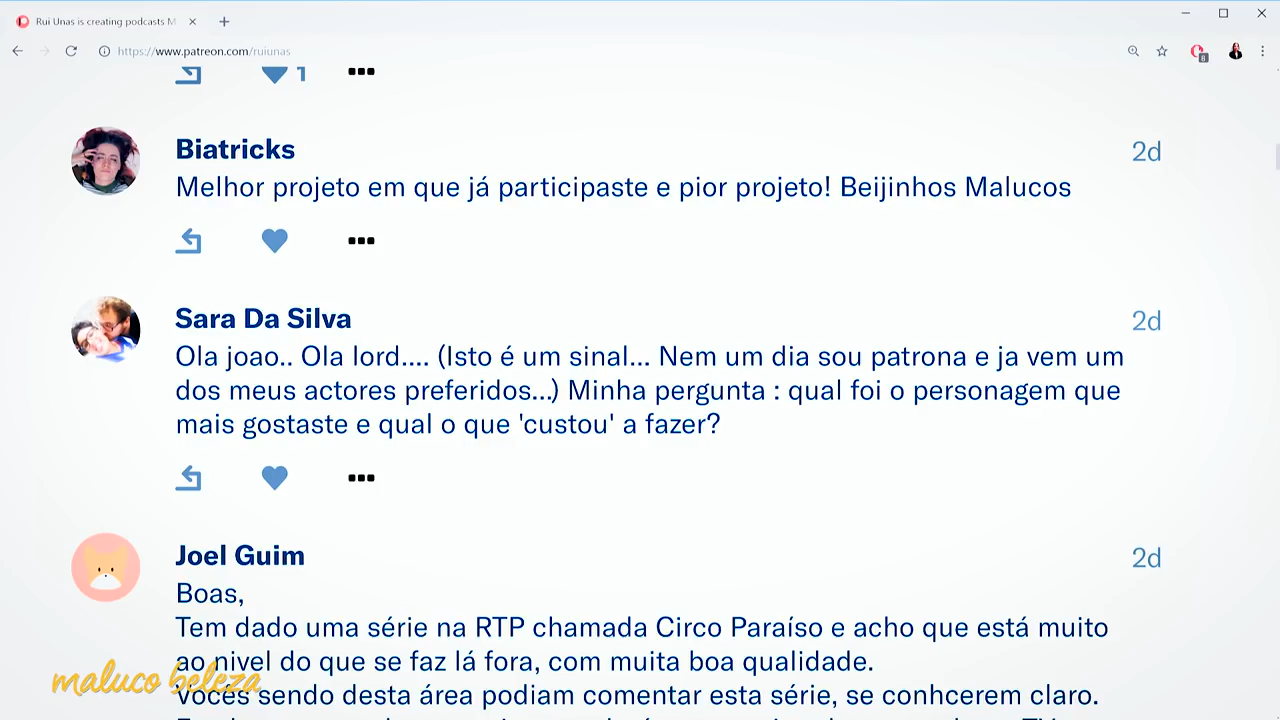 Rui Unas is creating podcasts M
https://www.patreon.com/ruiunas
8
1
Biatricks
2d
Melhor projeto em que já participaste e pior projeto! Beijinhos Malucos
Sara Da Silva
2d
Ola joao.. Ola lord.... (Isto é um sinal... Nem um dia sou patrona e ja vem um
dos meus actores preferidos...) Minha pergunta : qual foi o personagem que
mais gostaste e qual o que 'custou' a fazer?
Joel Guim
2d
Boas,
Tem dado uma série na RTP chamada Circo Paraíso e acho que está muito
ao nivel do que se faz lá fora, com muita boa qualidade.
maluco beleza
Vocês sendo desta área podiam comentar esta série, se conhcerem claro.